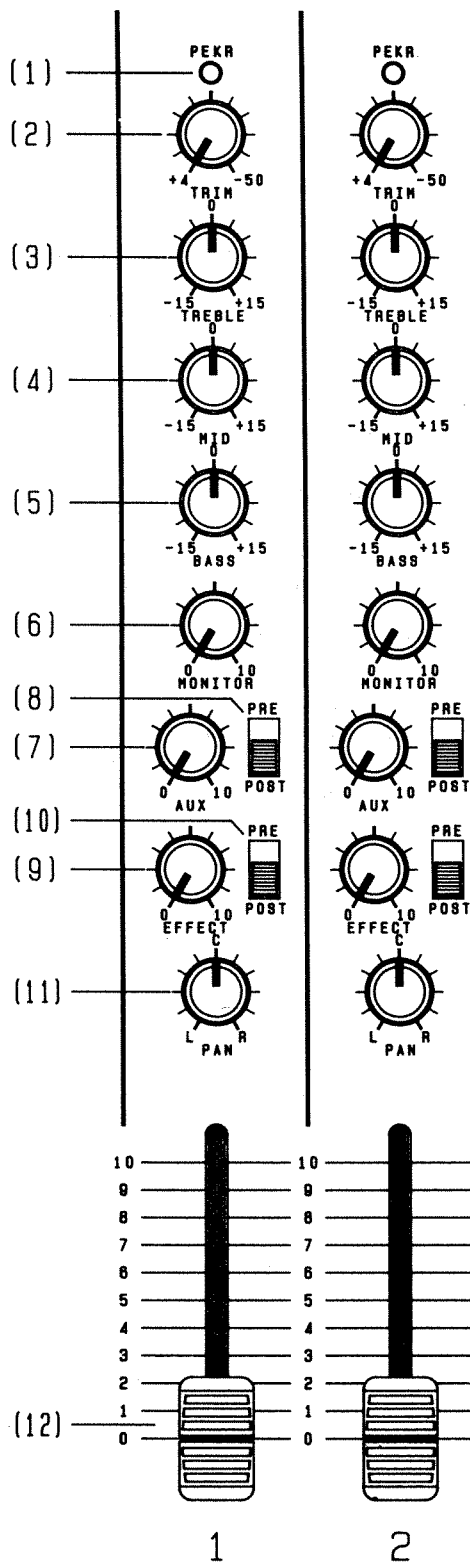 PEKR PEKR
(1)
(2)
+4 -50 +4 -50
TRIM TRIM
0 0
(3)
-15 +15 -15 +15
TREBLE TREBLE
0 0
(4)
-15 +15 -15 +15
MID MID
0 0
(5)
-15 +15 -15 +15
BASS BASS
(6)
0 10 0 10
MONITOR MONITOR
(8)
PRE PRE
(7)
0 10 POST 0 10 POST
AUX AUX
(10)
PRE PRE
(9)
0 10 POST 0 10 POST
EFFECT EFFECT
C C
(11)
L R L R
PAN PAN
10 10
9 9
8 8
7 7
6 6
5 5
4 4
3 3
2 2
1 1
(12)
0 0
1 2